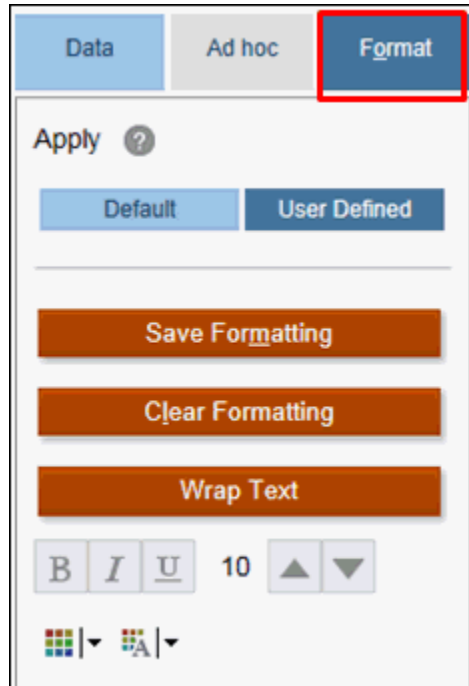 Data Ad hoc Format
Apply ?
Default User Defined
Save Formatting
Clear Formatting
Wrap Text
B I U 10
A